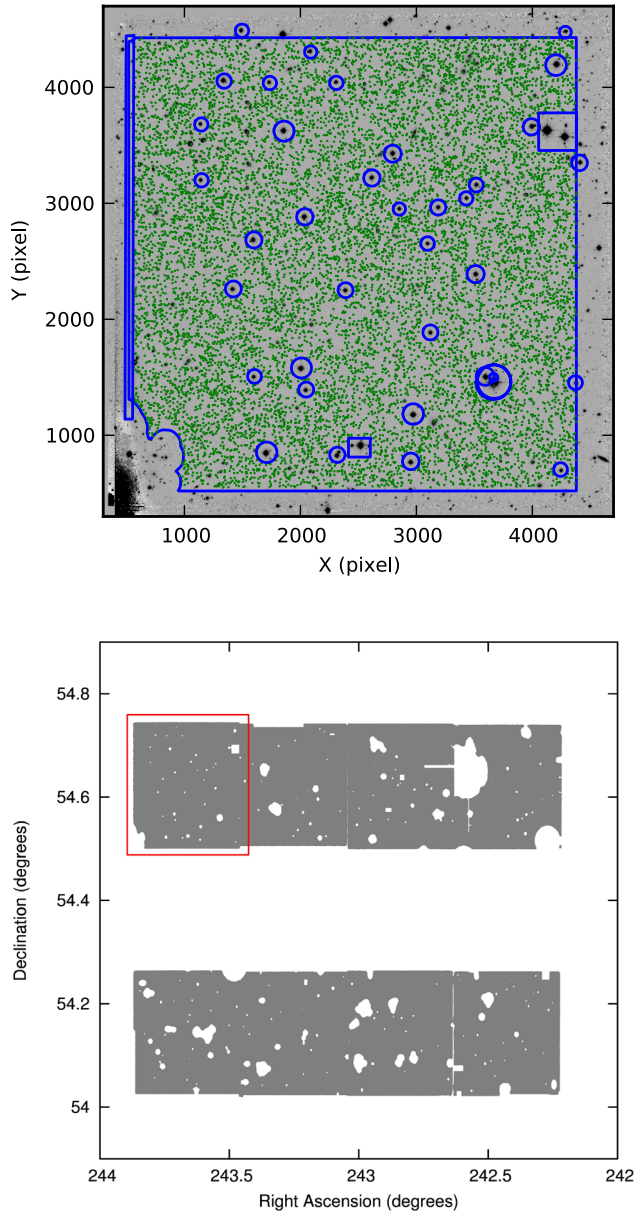 4000
3000
2000
1000
Y (pixel)
1000 2000 3000 4000
X (pixel)
54.8
54.6
54.4
54.2
54
Declination (degrees)
244 243.5 243 242.5 242
Right Ascension (degrees)